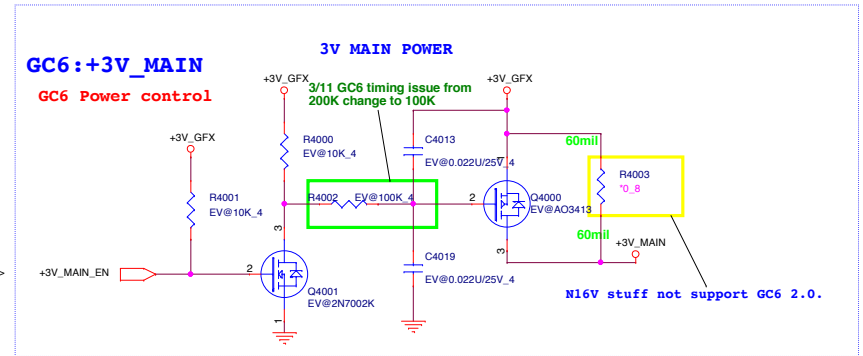 3V MAIN POWER
GC6:+3V_MAIN
GC6 Power control
+3V_GFX
3/11 GC6 timing issue from
200K change to 100K
+3V_GFX
+3V_GFX
R4000
EV@10K_4
C4013
EV@0.022U/25V_4
60mil
R4003
*0_8
R4001
EV@10K_4
R4002
EV@100K_4
1
2
Q4000
EV@AO3413
3
60mil
+3V_MAIN
3
+3V_MAIN_EN
2
Q4001
EV@2N7002K
1
C4019
EV@0.022U/25V_4
N16V stuff not support GC6 2.0.